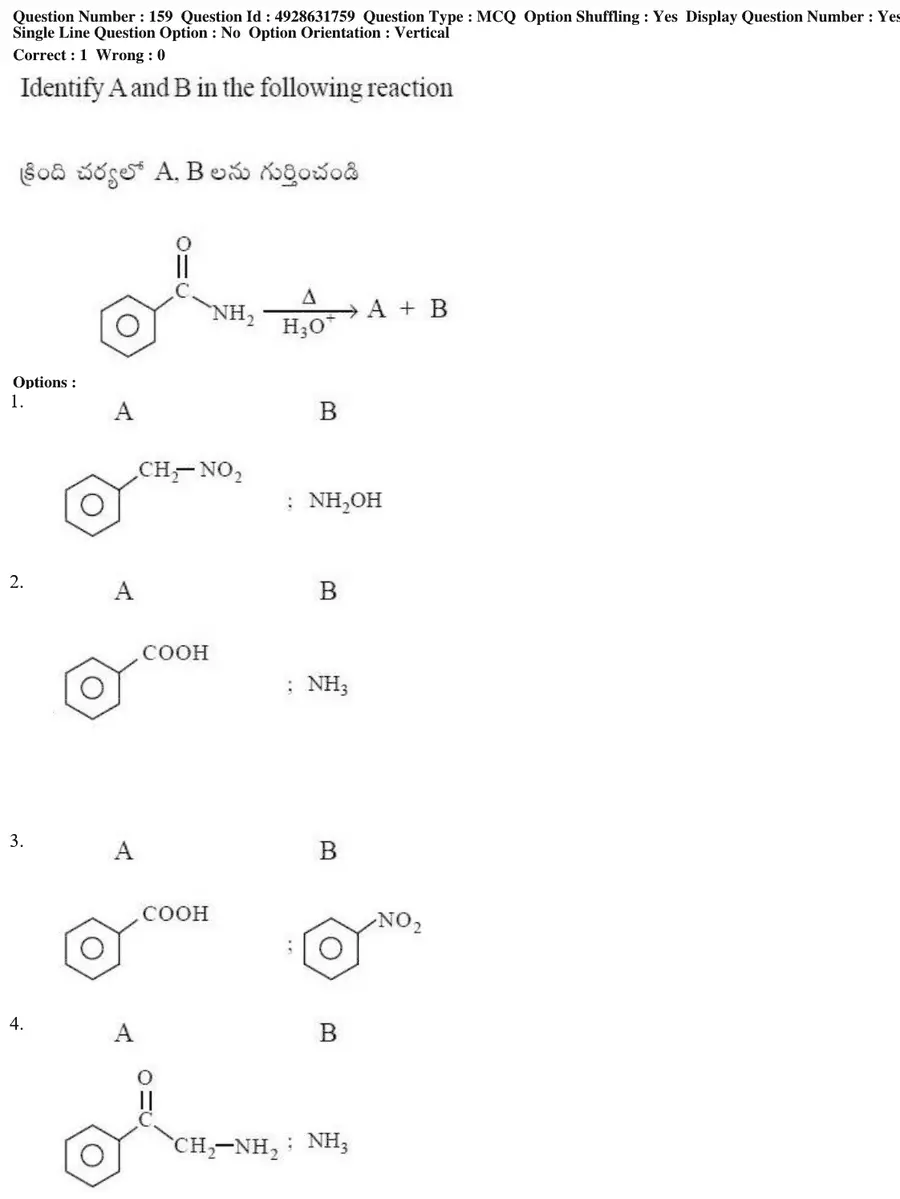 Question Number : 159 Question Id : 4928631759 Question Type : MCQ Option Shuffling : Yes Display Question Number : Yes
Single Line Question Option : No Option Orientation : Vertical
Correct : 1 Wrong : 0
Identify A and B in the following reaction
క్రింది చర్యలో A, B లను గుర్తించండి
O
C
NH₂ Δ H₃O⁺ → A + B
Options :
1.
A B
CH₂–NO₂
; NH₂OH
2.
A B
COOH
; NH₃
3.
A B
COOH ; NO₂
4.
A B
O
C
CH₂–NH₂ ; NH₃